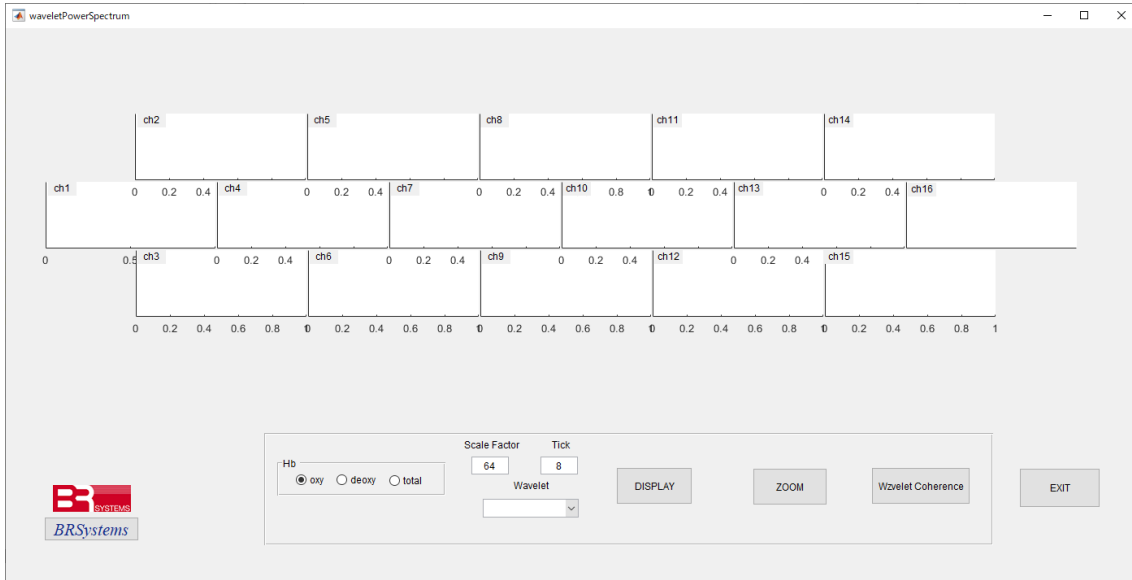 waveletPowerSpectrum
ch2 ch5 ch8 ch11 ch14
0 0.2 0.4 0 0.2 0.4 0 0.2 0.4 0.8 1 0 0.2 0.4 0 0.2 0.4
ch1 ch4 ch7 ch10 ch13 ch16
0 0.5 0 0.2 0.4 0 0.2 0.4 0 0.2 0.4 0 0.2 0.4
ch3 ch6 ch9 ch12 ch15
0 0.2 0.4 0.6 0.8 1 0 0.2 0.4 0.6 0.8 1 0 0.2 0.4 0.6 0.8 1 0 0.2 0.4 0.6 0.8 1 0 0.2 0.4 0.6 0.8 1
Scale Factor Tick
Hb
64 8
oxy deoxy total
Wavelet
DISPLAY ZOOM Wzvelet Coherence EXIT
BR
SYSTEMS
BRSystems